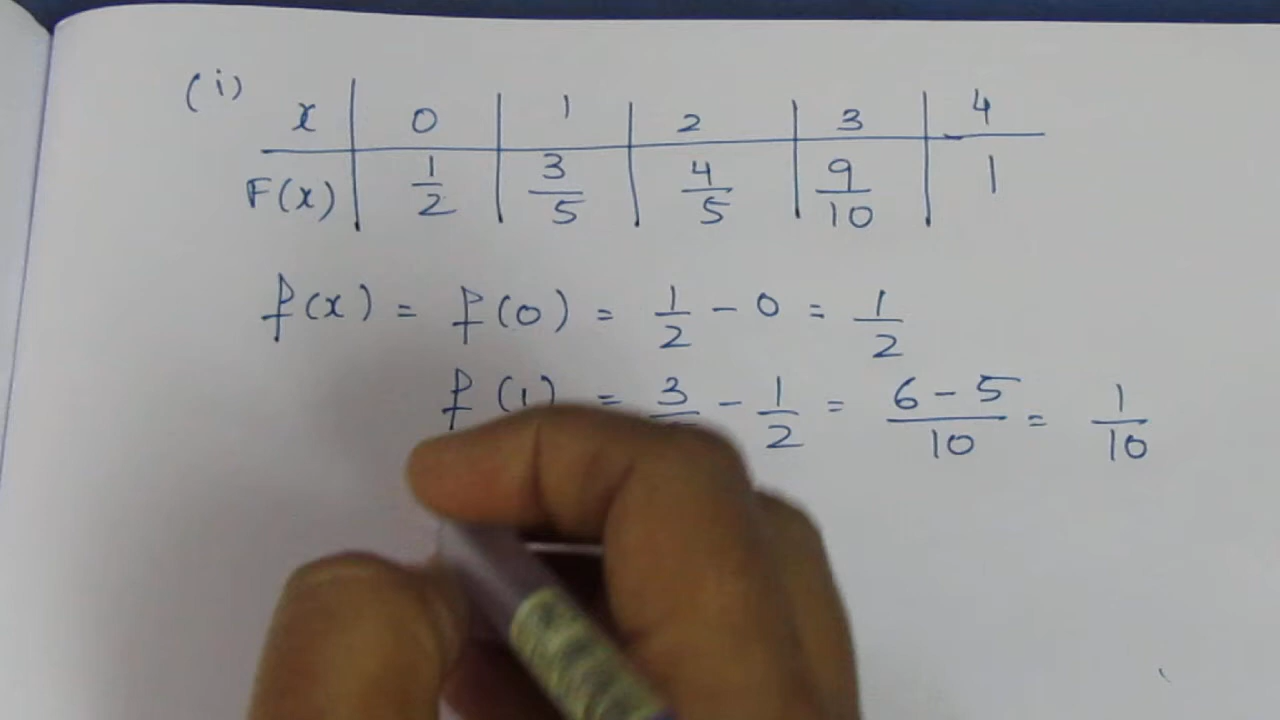 (i) x | 0 | 1 | 2 | 3 | 4
F(x) | 1/2 | 3/5 | 4/5 | 9/10 | 1
f(x) = f(0) = 1/2 - 0 = 1/2
f(1) = 3/ - 1/2 = 6-5/10 = 1/10